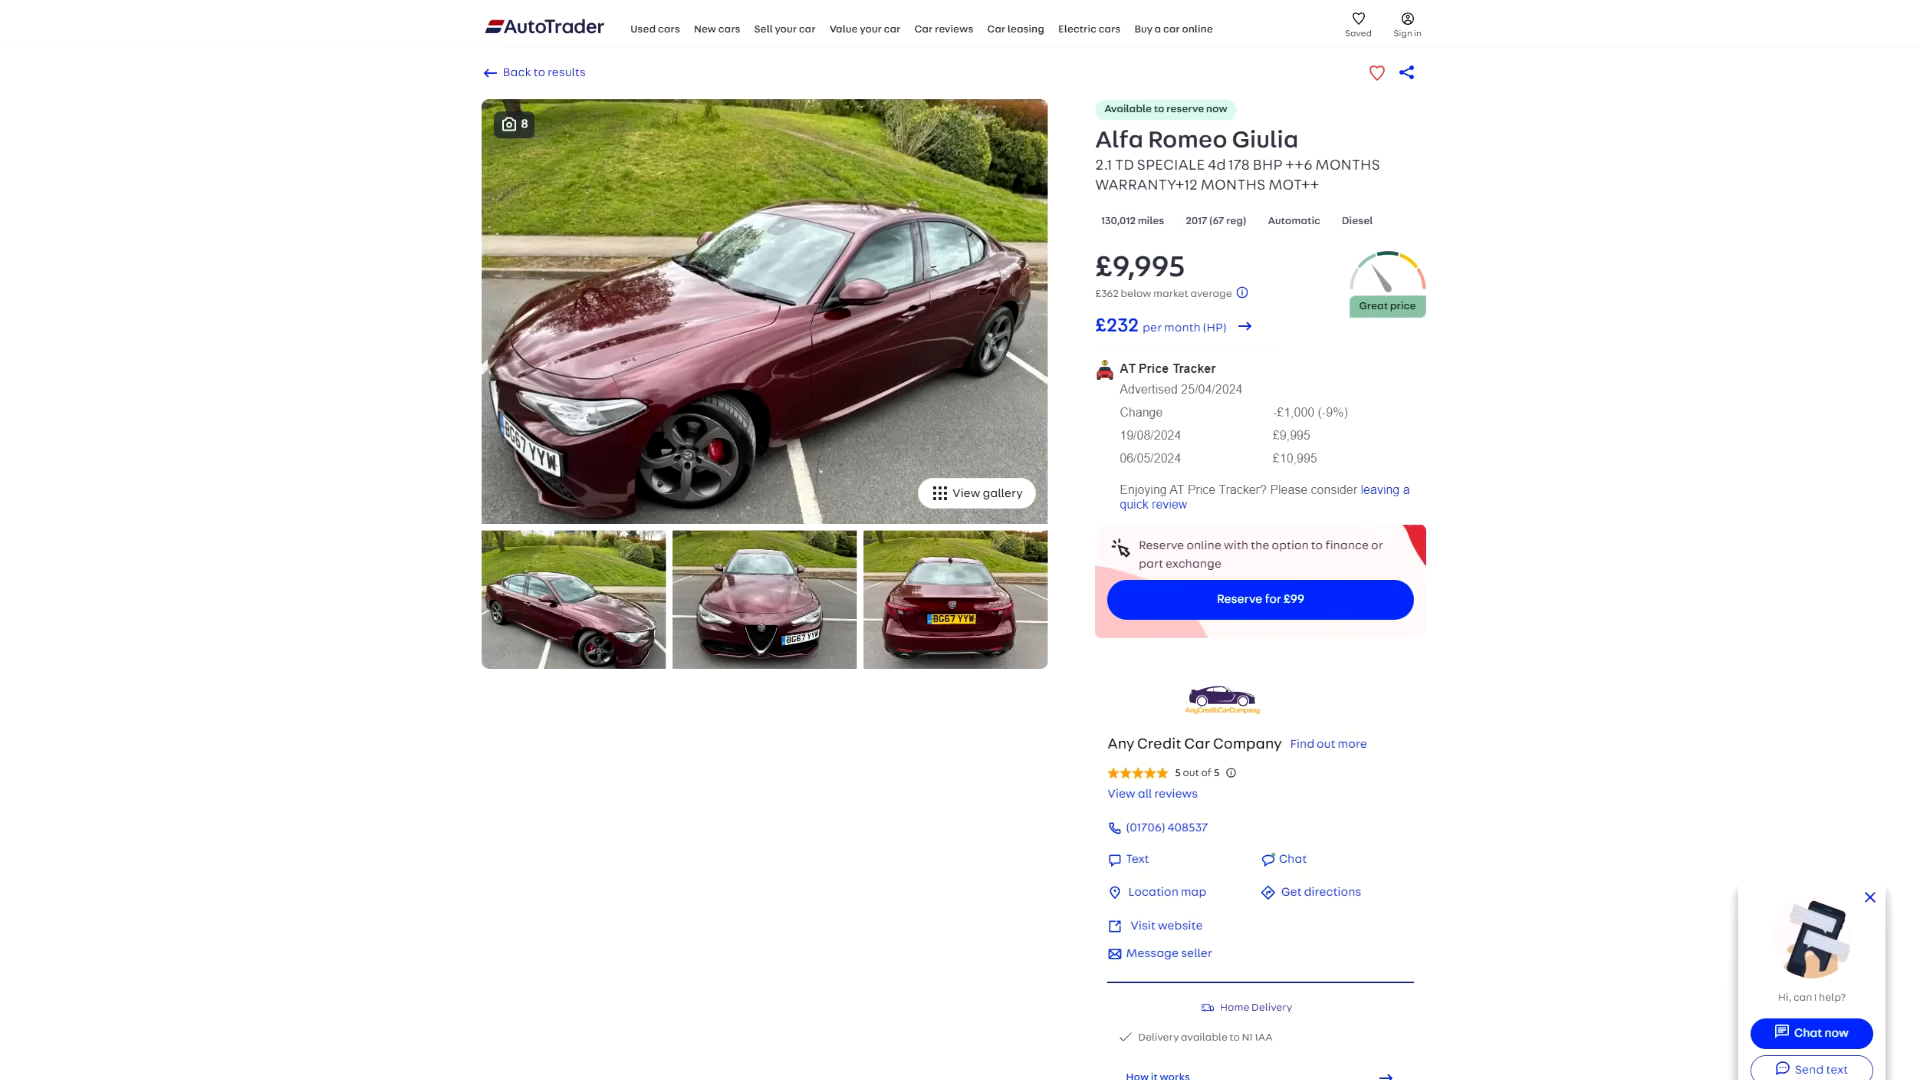 AutoTrader
Used cars
New cars
Sell your car
Value your car
Car reviews
Car leasing
Electric cars
Buy a car online
Saved
Sign in
Back to results
8
BG67 YYW
View gallery
BG67 YYW
BG67 YYW
Available to reserve now
Alfa Romeo Giulia
2.1 TD SPECIALE 4d 178 BHP ++6 MONTHS
WARRANTY+12 MONTHS MOT++
130,012 miles
2017 (67 reg)
Automatic
Diesel
£9,995
£362 below market average
Great price
£232 per month (HP)
AT Price Tracker
Advertised 25/04/2024
Change -£1,000 (-9%)
19/08/2024 £9,995
06/05/2024 £10,995
Enjoying AT Price Tracker? Please consider leaving a
quick review
Reserve online with the option to finance or
part exchange
Reserve for £99
AnyCreditCarCompany
Any Credit Car Company Find out more
5 out of 5
View all reviews
(01706) 408537
Text
Chat
Location map
Get directions
Visit website
Message seller
Home Delivery
Delivery available to N1 1AA
How it works
Hi, can I help?
Chat now
Send text